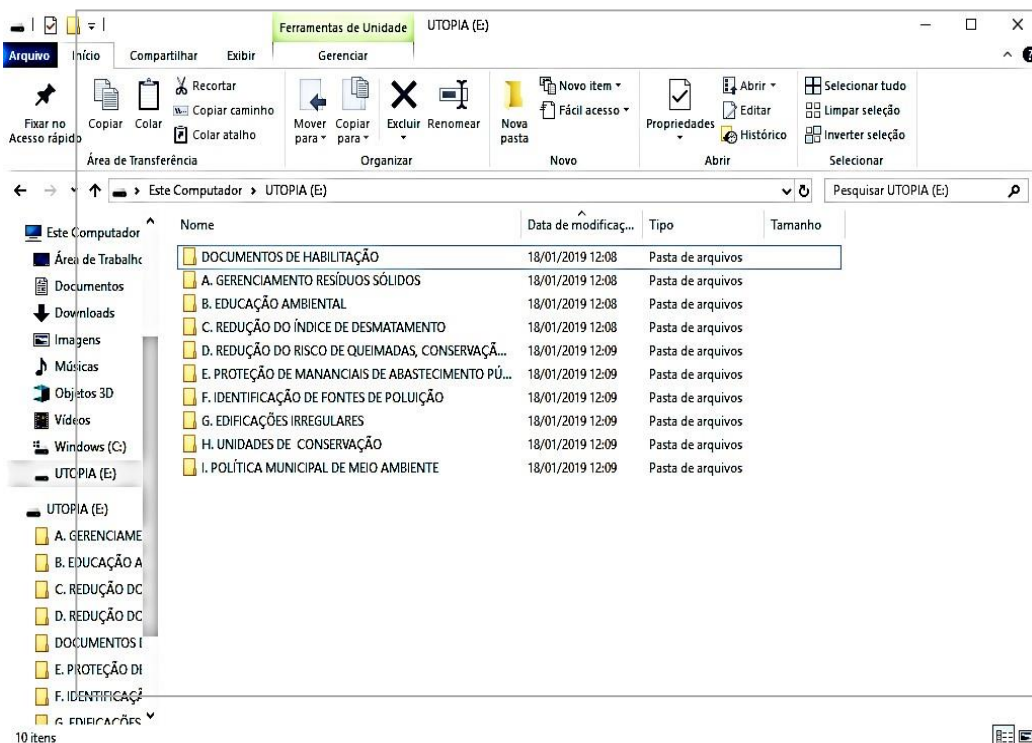 Ferramentas de Unidade UTOPIA (E:)
Arquivo Início Compartilhar Exibir Gerenciar
Fixar no Acesso rápido
Copiar
Colar
Recortar
Copiar caminho
Colar atalho
Área de Transferência
Mover para
Copiar para
Excluir
Renomear
Organizar
Nova pasta
Novo item
Fácil acesso
Novo
Propriedades
Abrir
Editar
Histórico
Abrir
Selecionar tudo
Limpar seleção
Inverter seleção
Selecionar
Este Computador > UTOPIA (E:)
Pesquisar UTOPIA (E:)
Este Computador
Área de Trabalho
Documentos
Downloads
Imagens
Músicas
Objetos 3D
Vídeos
Windows (C:)
UTOPIA (E:)
UTOPIA (E:)
A. GERENCIAME
B. EDUCAÇÃO A
C. REDUÇÃO DO
D. REDUÇÃO DO
DOCUMENTOS
E. PROTEÇÃO DE
F. IDENTIFICAÇÃ
G. EDIFICAÇÕES
Nome Data de modificaç... Tipo Tamanho
DOCUMENTOS DE HABILITAÇÃO 18/01/2019 12:08 Pasta de arquivos
A. GERENCIAMENTO RESÍDUOS SÓLIDOS 18/01/2019 12:08 Pasta de arquivos
B. EDUCAÇÃO AMBIENTAL 18/01/2019 12:08 Pasta de arquivos
C. REDUÇÃO DO ÍNDICE DE DESMATAMENTO 18/01/2019 12:08 Pasta de arquivos
D. REDUÇÃO DO RISCO DE QUEIMADAS, CONSERVAÇÃ... 18/01/2019 12:09 Pasta de arquivos
E. PROTEÇÃO DE MANANCIAIS DE ABASTECIMENTO PÚ... 18/01/2019 12:09 Pasta de arquivos
F. IDENTIFICAÇÃO DE FONTES DE POLUIÇÃO 18/01/2019 12:09 Pasta de arquivos
G. EDIFICAÇÕES IRREGULARES 18/01/2019 12:09 Pasta de arquivos
H. UNIDADES DE CONSERVAÇÃO 18/01/2019 12:09 Pasta de arquivos
I. POLÍTICA MUNICIPAL DE MEIO AMBIENTE 18/01/2019 12:09 Pasta de arquivos
10 itens